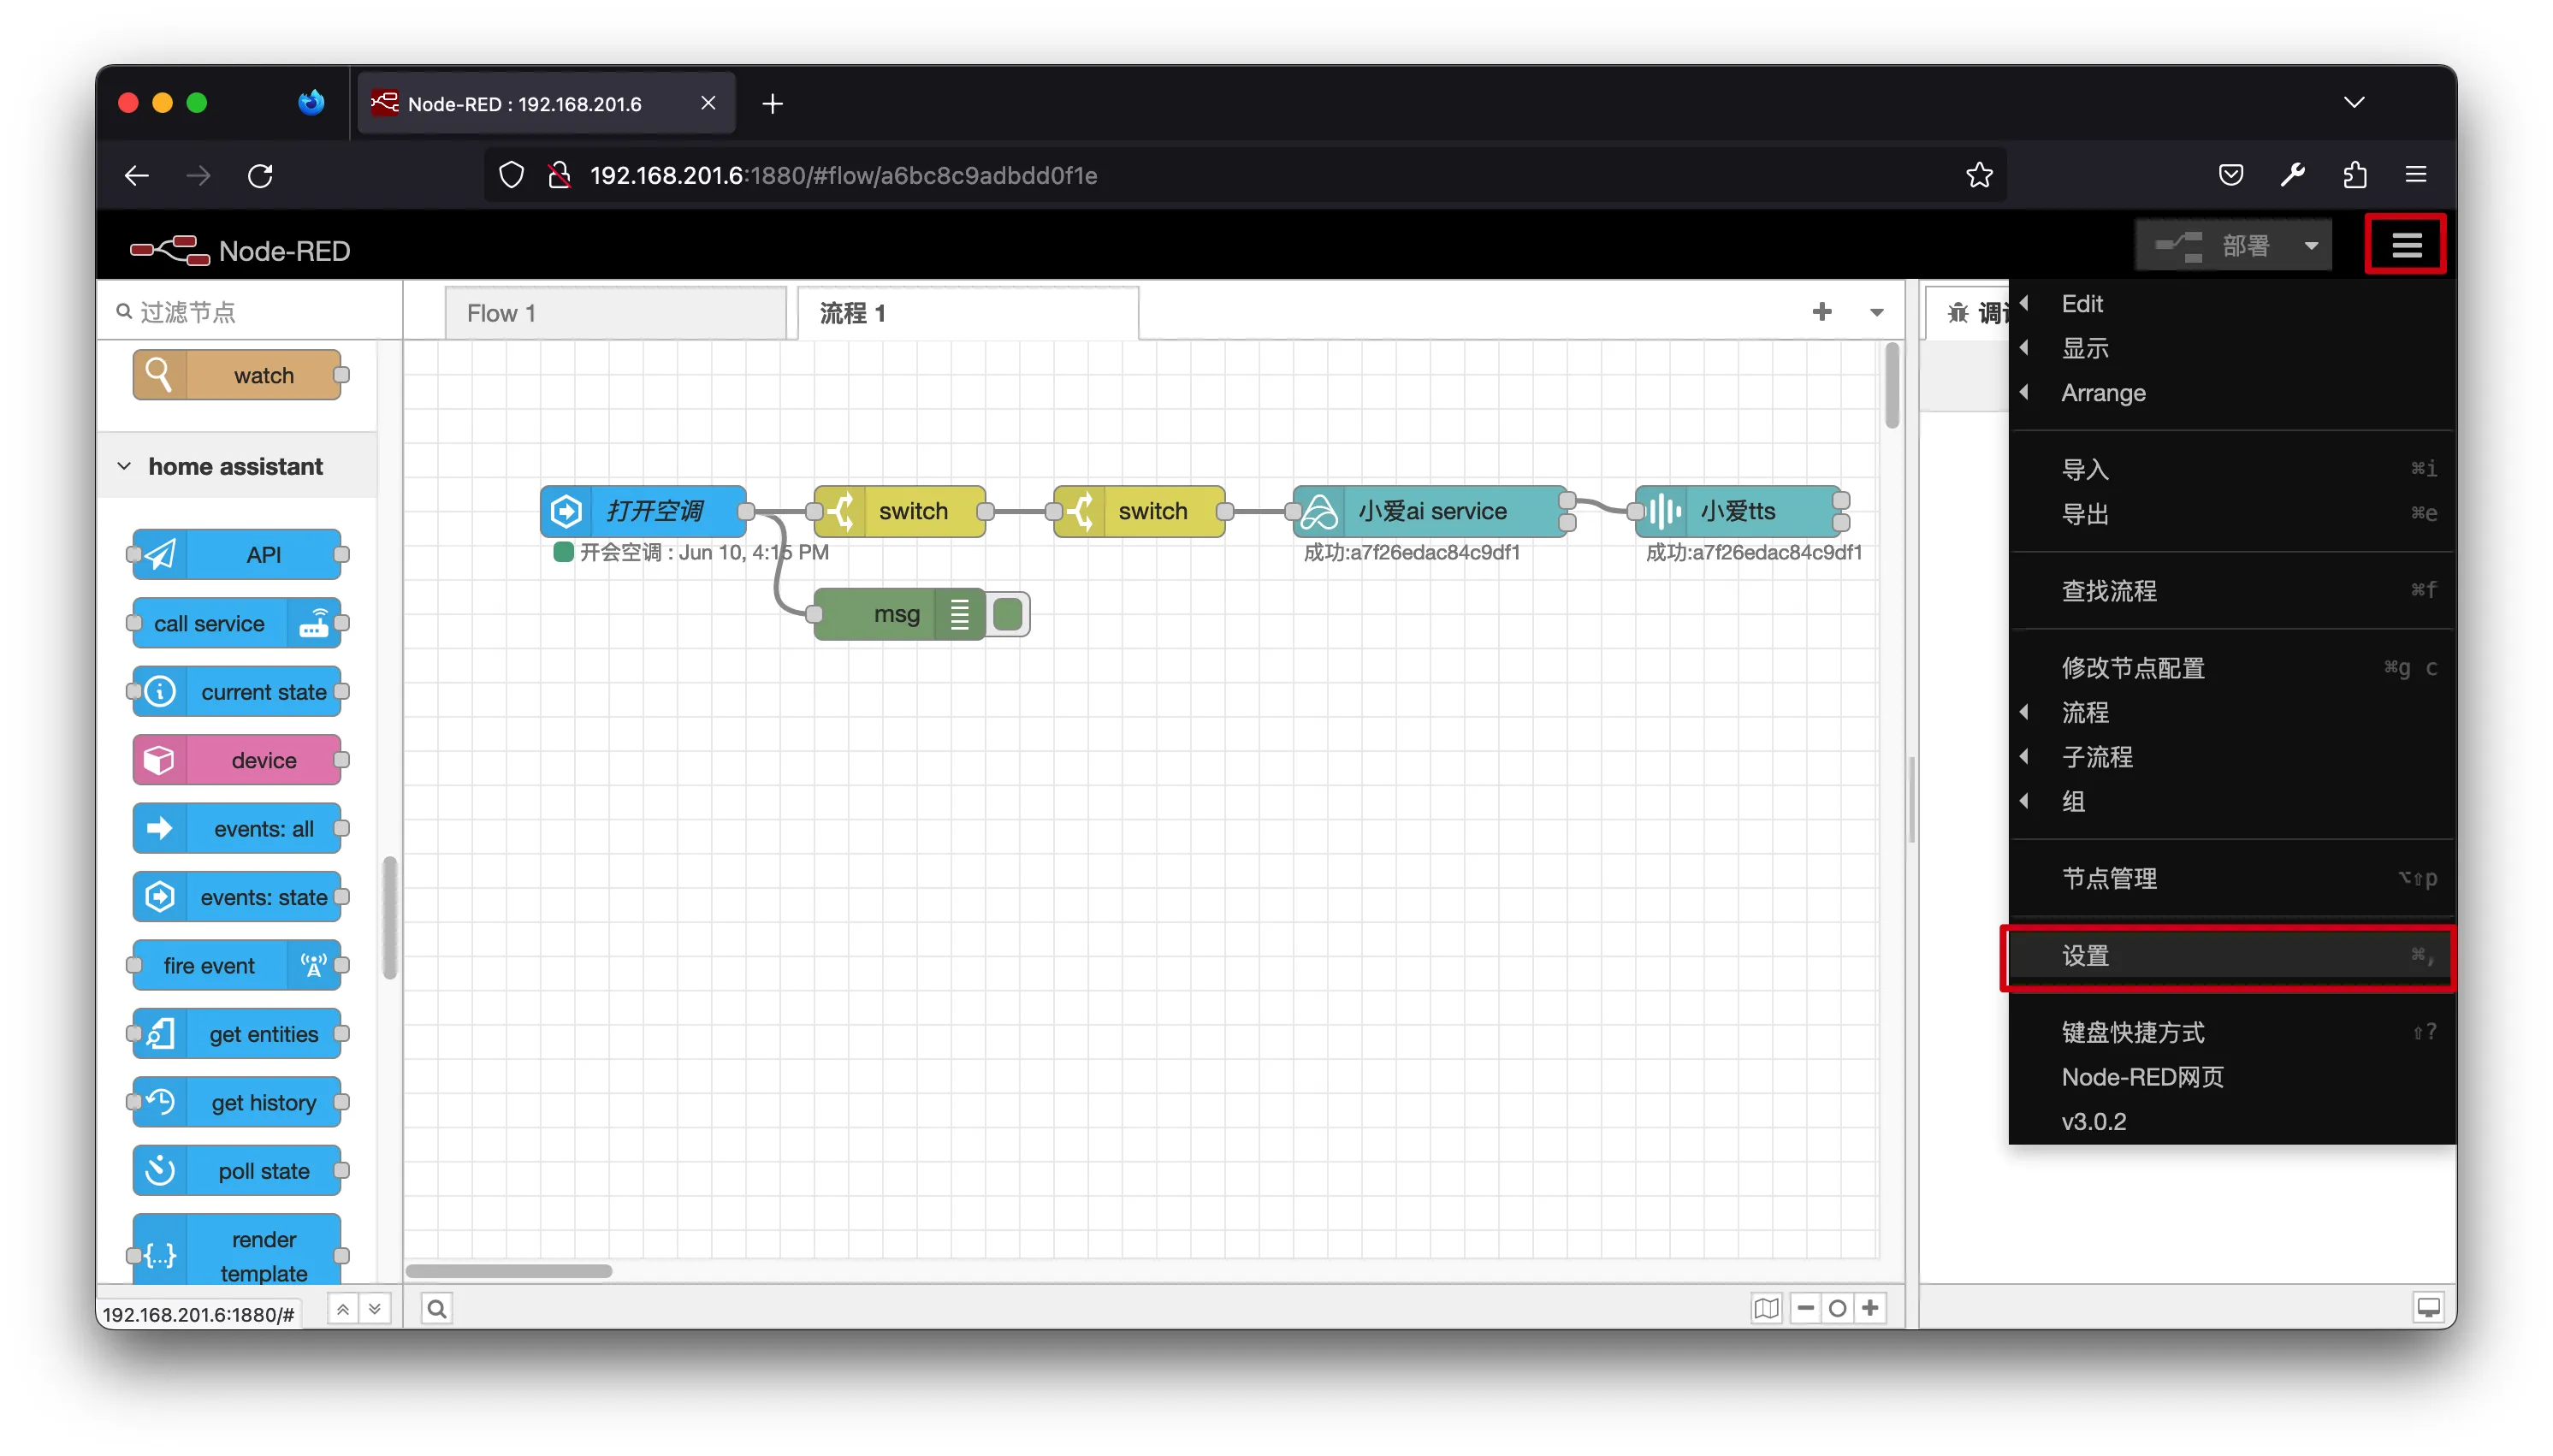 Node-RED : 192.168.201.6
192.168.201.6:1880/#flow/a6bc8c9adbdd0f1e
Node-RED
部署
过滤节点
Flow 1
流程 1
调
watch
home assistant
API
call service
current state
device
events: all
events: state
fire event
get entities
get history
poll state
render
template
打开空调
开会空调 : Jun 10, 4:15 PM
switch
switch
小爱ai service
成功:a7f26edac84c9df1
小爱tts
成功:a7f26edac84c9df1
msg
Edit
显示
Arrange
导入 ⌘i
导出 ⌘e
查找流程 ⌘f
修改节点配置 ⌘g c
流程
子流程
组
节点管理 ⌥⇧p
设置 ⌘,
键盘快捷方式 ⇧?
Node-RED网页
v3.0.2
192.168.201.6:1880/#